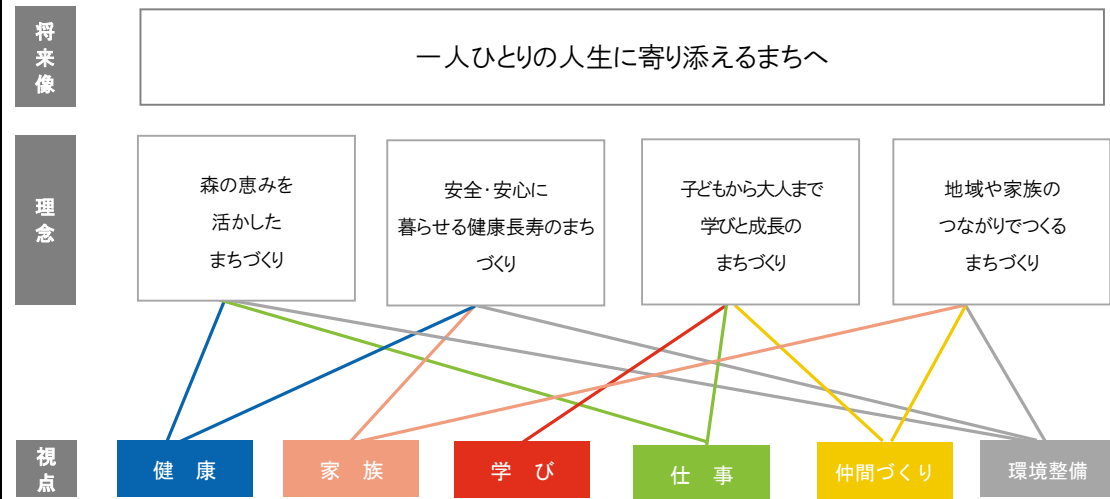 将来像
一人ひとりの人生に寄り添えるまちへ
理念
森の恵みを
活かした
まちづくり
安全・安心に
暮らせる健康長寿のまち
づくり
子どもから大人まで
学びと成長の
まちづくり
地域や家族の
つながりでつくる
まちづくり
視点
健 康
家 族
学 び
仕 事
仲間づくり
環境整備